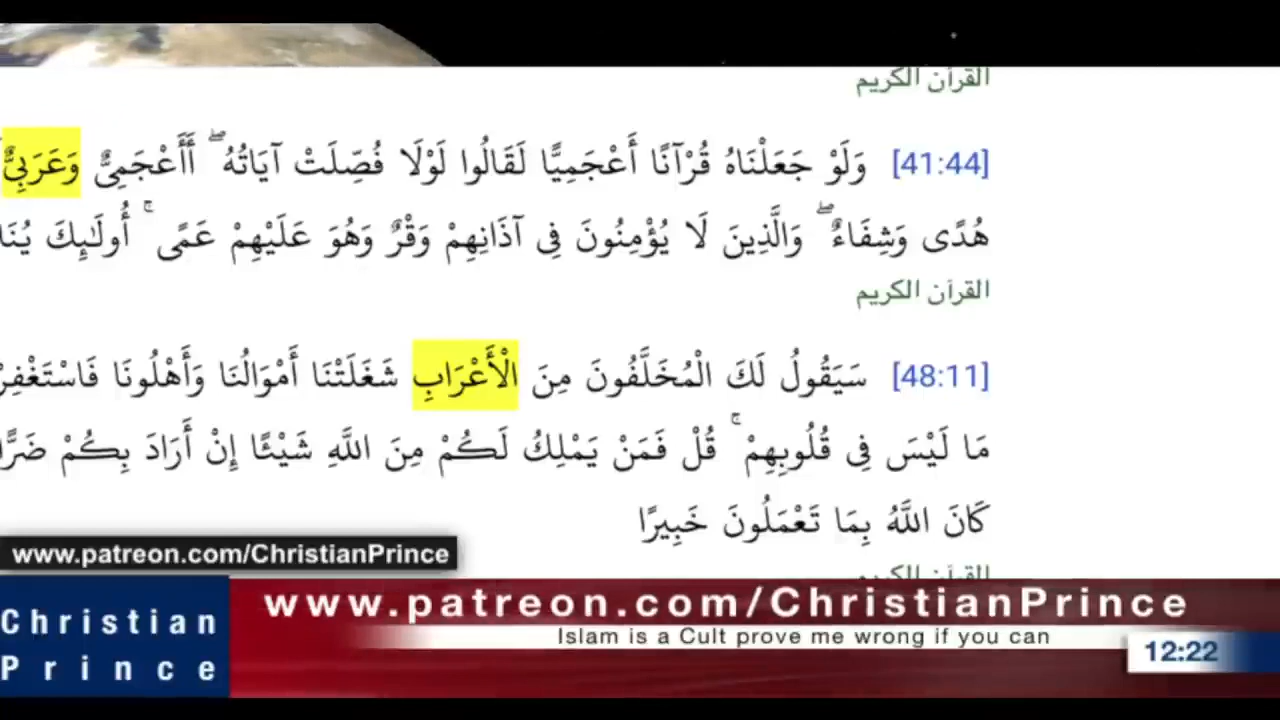 القرآن الكريم
[41:44] وَلَوْ جَعَلْنَاهُ قُرْآنًا أَعْجَمِيًّا لَقَالُوا لَوْلَا فُصِّلَتْ آيَاتُهُ ۖ أَأَعْجَمِىٌّ وَعَرَبِىٌّ
هُدًى وَشِفَاءٌ ۖ وَالَّذِينَ لَا يُؤْمِنُونَ فِى آذَانِهِمْ وَقْرٌ وَهُوَ عَلَيْهِمْ عَمًى ۚ أُولَٰئِكَ
القرآن الكريم
[48:11] سَيَقُولُ لَكَ الْمُخَلَّفُونَ مِنَ الْأَعْرَابِ شَغَلَتْنَا أَمْوَالُنَا وَأَهْلُونَا
مَا لَيْسَ فِى قُلُوبِهِمْ ۚ قُلْ فَمَنْ يَمْلِكُ لَكُمْ مِنَ اللَّهِ شَيْئًا إِنْ أَرَادَ بِكُمْ ضَرًّا
كَانَ اللَّهُ بِمَا تَعْمَلُونَ خَبِيرًا
القرآن الكريم
www.patreon.com/ChristianPrince
www.patreon.com/ChristianPrince
Islam is a Cult prove me wrong if you can
Christian
Prince
12:22